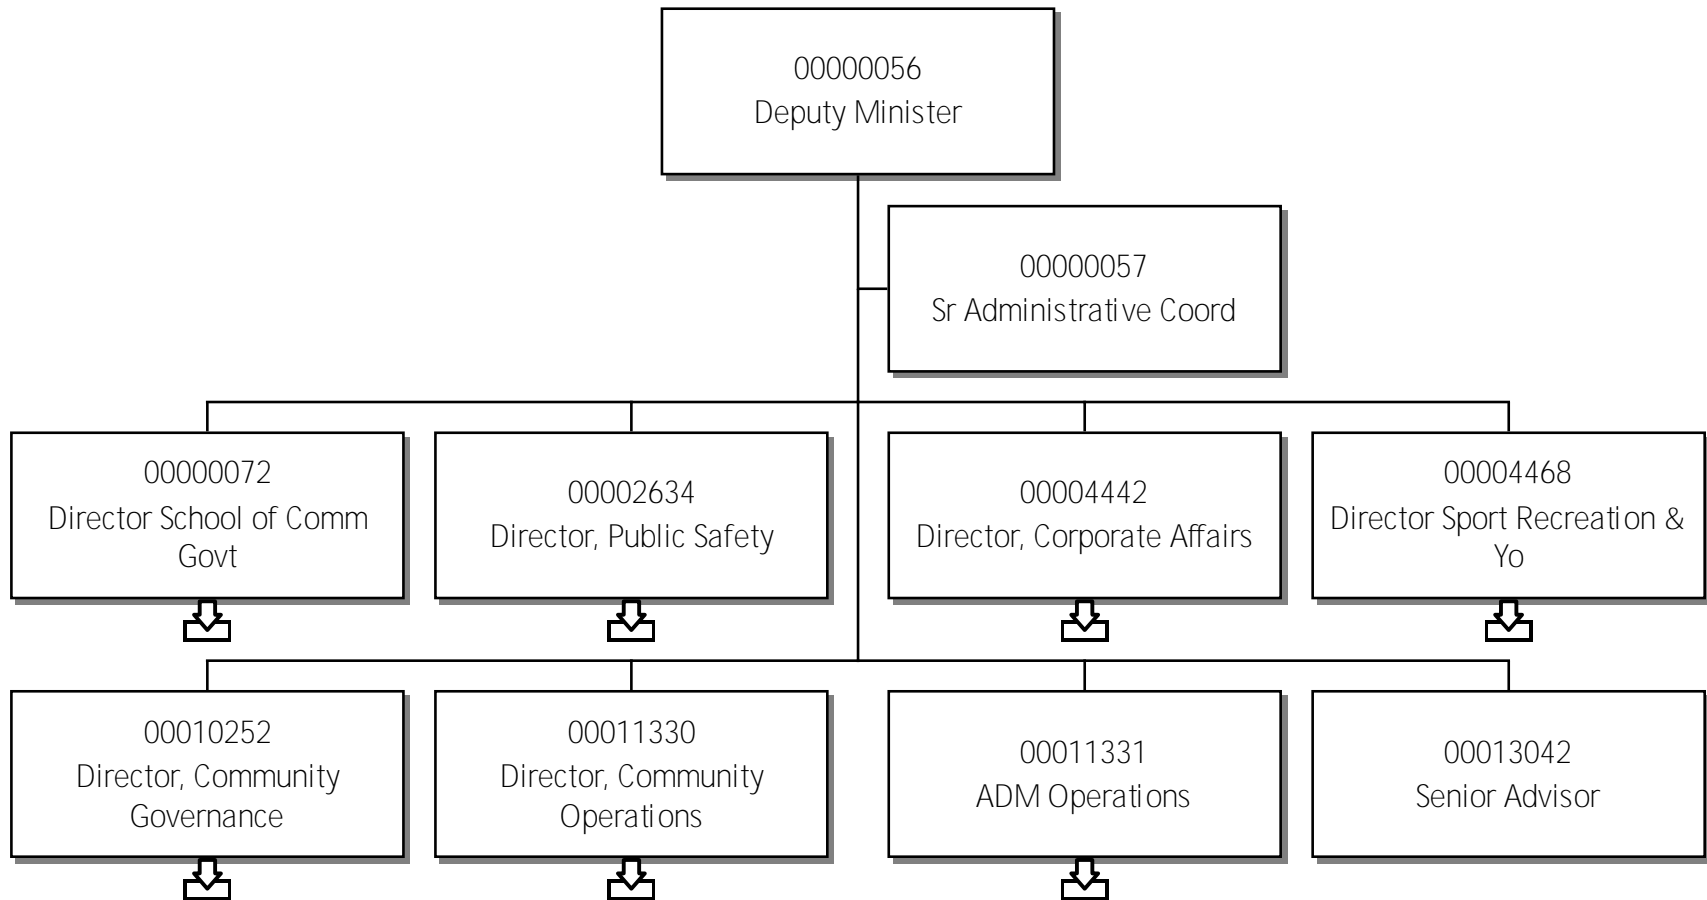 00000056
Deputy Minister
00000057
Sr Administrative Coord
00000072
Director School of Comm
Govt
00002634
Director, Public Safety
00004442
Director, Corporate Affairs
00004468
Director Sport Recreation &
Yo
00010252
Director, Community
Governance
00011330
Director, Community
Operations
00011331
ADM Operations
00013042
Senior Advisor